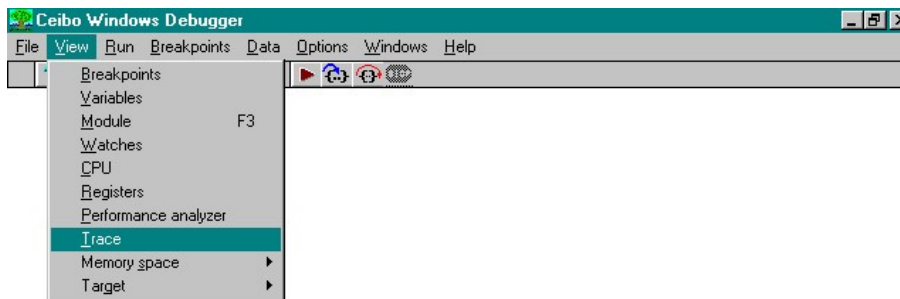 Ceibo Windows Debugger
File View Run Breakpoints Data Options Windows Help
Breakpoints
Variables
Module F3
Watches
CPU
Registers
Performance analyzer
Trace
Memory space
Target